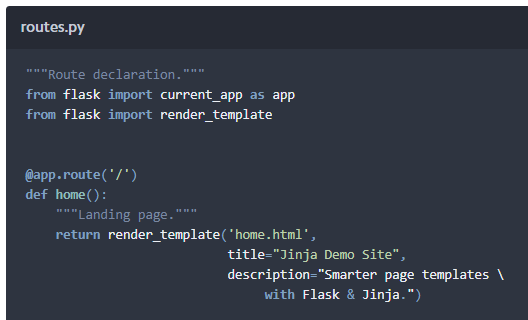 routes.py
"""Route declaration."""
from flask import current_app as app
from flask import render_template
@app.route('/')
def home():
    """Landing page."""
    return render_template('home.html',
                           title="Jinja Demo Site",
                           description="Smarter page templates \
                                with Flask & Jinja.")